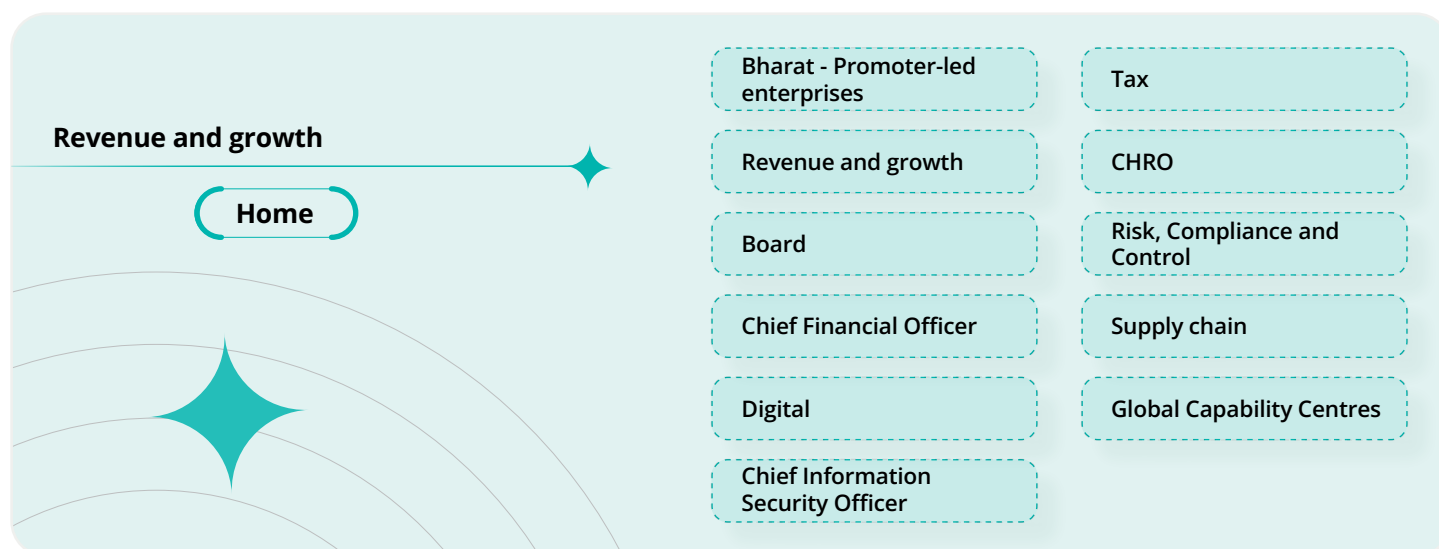 Revenue and growth
Home
Bharat - Promoter-led
enterprises
Revenue and growth
Board
Chief Financial Officer
Digital
Chief Information
Security Officer
Tax
CHRO
Risk, Compliance and
Control
Supply chain
Global Capability Centres